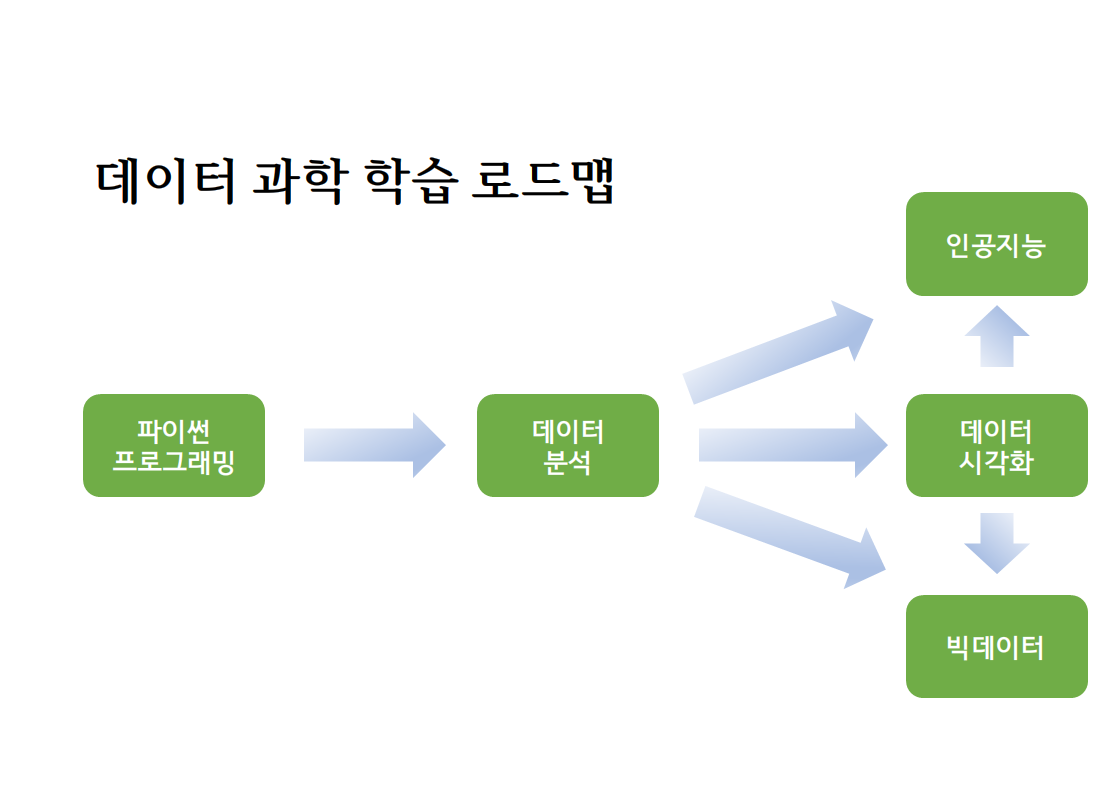 데이터 과학 학습 로드맵
인공지능
파이썬
프로그래밍
데이터
분석
데이터
시각화
빅데이터